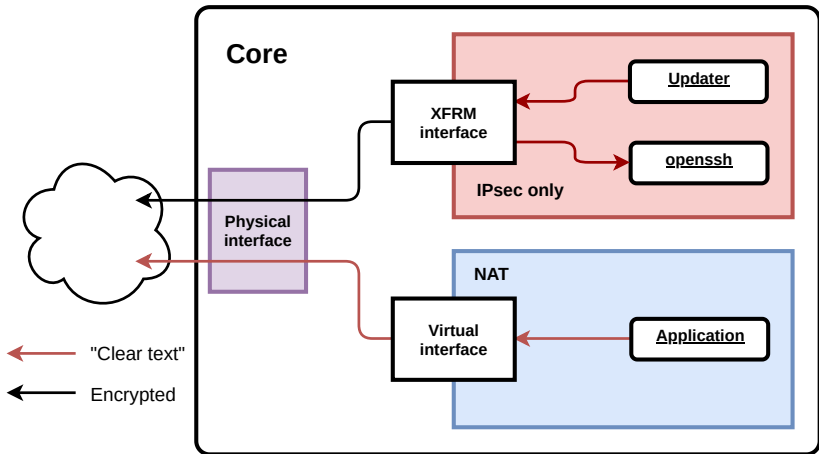 Core
Updater
XFRM
interface
openssh
IPsec only
Physical
interface
NAT
Virtual
interface
Application
"Clear text"
Encrypted